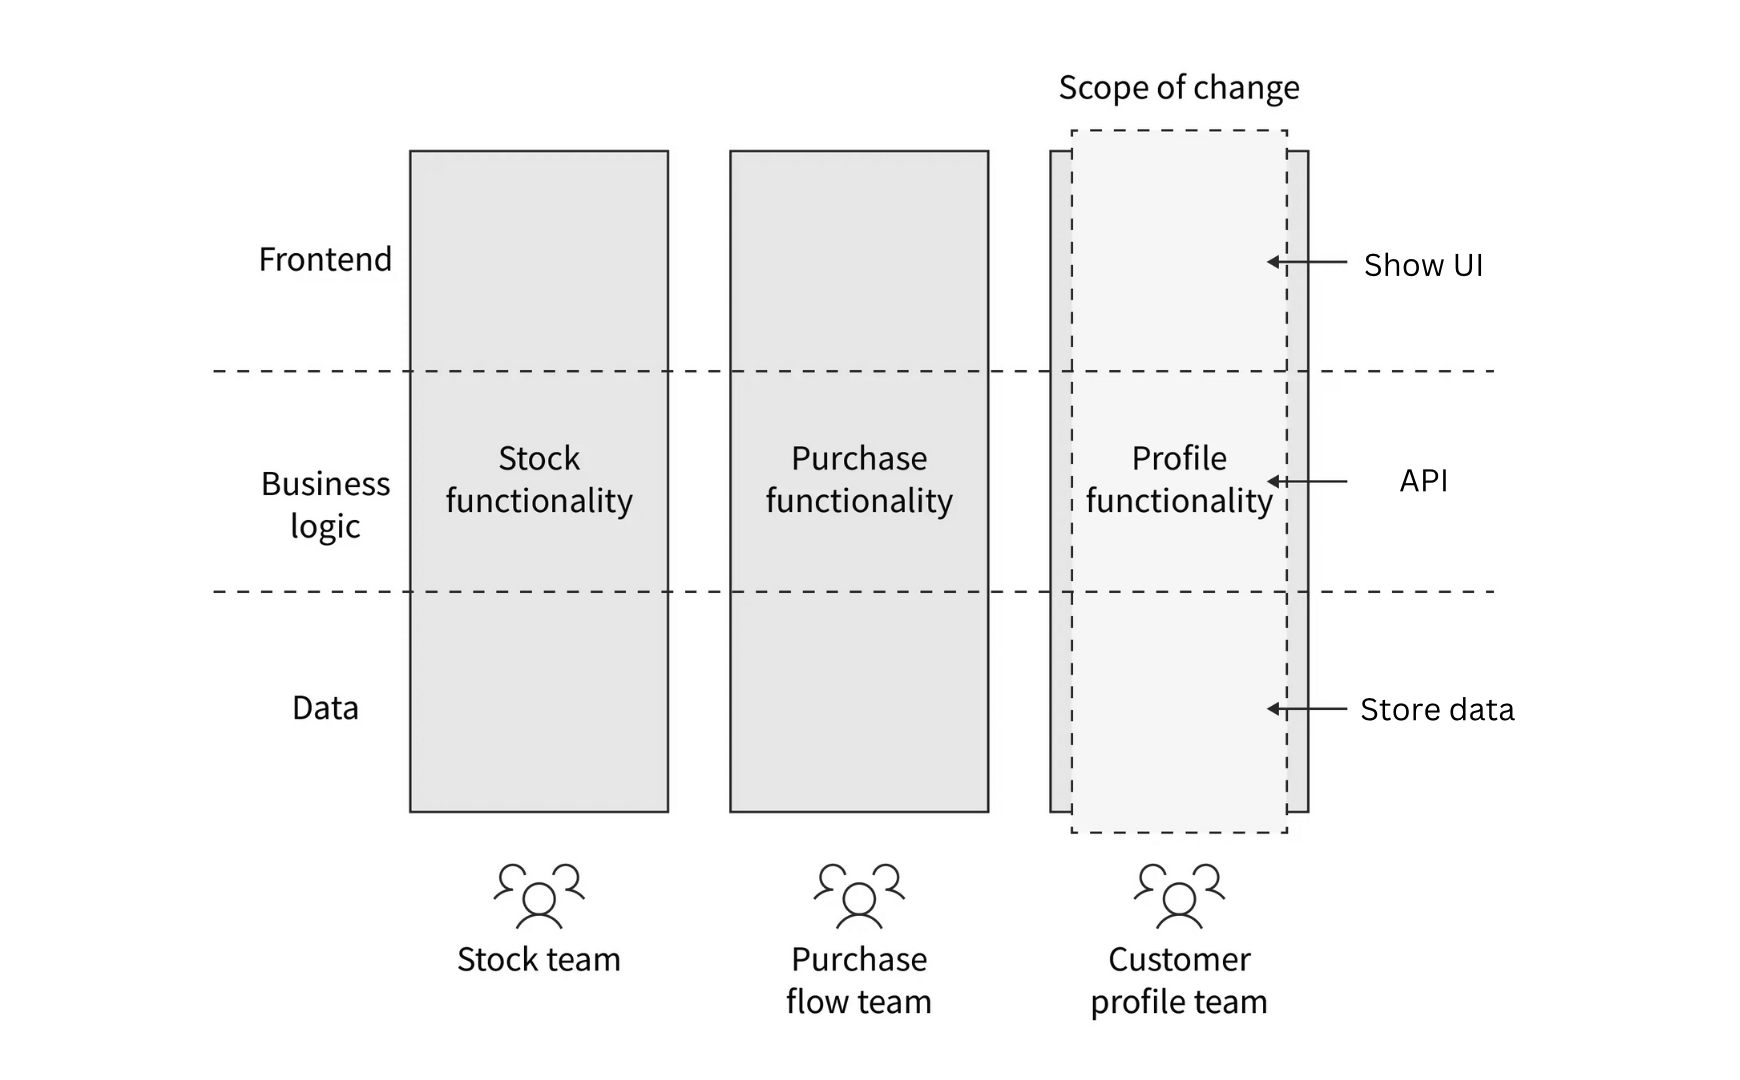 Scope of change
Frontend
Show UI
Business
logic
Stock
functionality
Purchase
functionality
Profile
functionality
API
Data
Store data
Stock team
Purchase
flow team
Customer
profile team